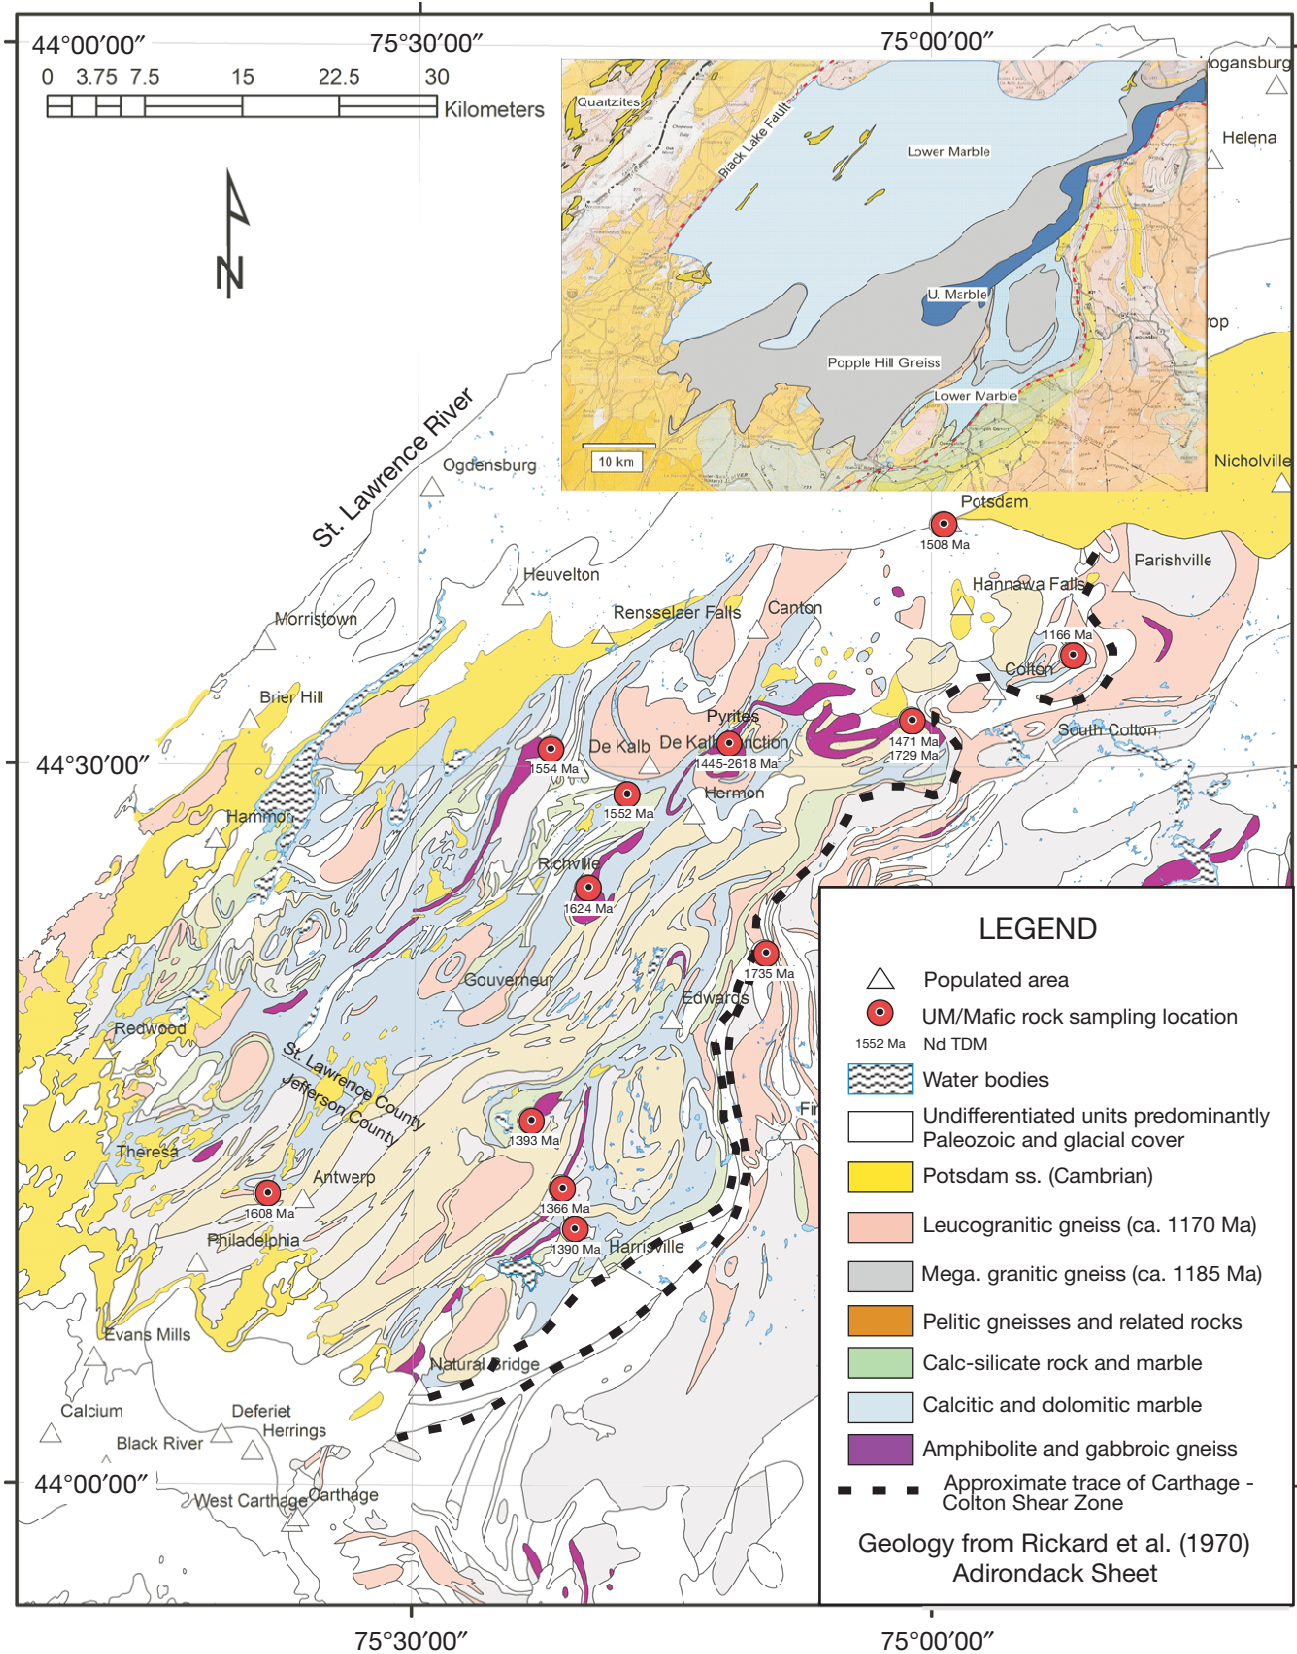 44°00′00″
75°30′00″
75°00′00″
0 3.75 7.5 15 22.5 30
Kilometers
N
ogansburg
Helena
rop
Quartzites
Black Lake Fault
Lower Marble
U. Marble
Popple Hill Greiss
Lower Marble
10 km
St. Lawrence River
Ogdensburg
Nicholville
Potsdam
1508 Ma
Parishville
Heuvelton
Hannawa Falls
Morristown
Rensselaer Falls
Canton
1166 Ma
Colton
Brier Hill
Pyrites
De Kalb
De Kalb Junction
1471 Ma
1729 Ma
South Colton
44°30′00″
1554 Ma
1445-2618 Ma
Hermon
1552 Ma
Hammon
Richville
1624 Ma
1735 Ma
Gouverneur
Edwards
Redwood
St. Lawrence County
Jefferson County
Fi
1393 Ma
Theresa
Antwerp
1608 Ma
1366 Ma
1390 Ma
Harrisville
Philadelphia
Evans Mills
Natural Bridge
Calcium
Deferiet
Herrings
Black River
44°00′00″
West Carthage
Carthage
LEGEND
Populated area
UM/Mafic rock sampling location
1552 Ma Nd TDM
Water bodies
Undifferentiated units predominantly
Paleozoic and glacial cover
Potsdam ss. (Cambrian)
Leucogranitic gneiss (ca. 1170 Ma)
Mega. granitic gneiss (ca. 1185 Ma)
Pelitic gneisses and related rocks
Calc-silicate rock and marble
Calcitic and dolomitic marble
Amphibolite and gabbroic gneiss
Approximate trace of Carthage -
Colton Shear Zone
Geology from Rickard et al. (1970)
Adirondack Sheet
75°30′00″
75°00′00″